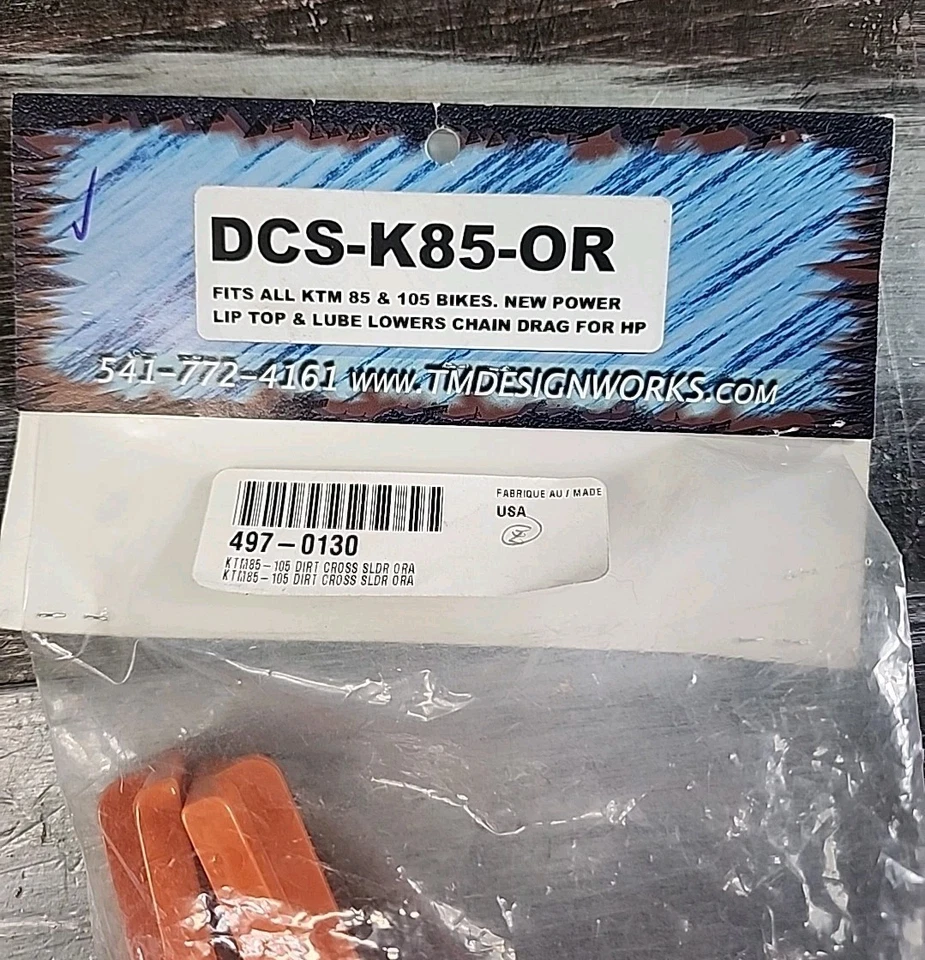 DCS-K85-OR
FITS ALL KTM 85 & 105 BIKES. NEW POWER
LIP TOP & LUBE LOWERS CHAIN DRAG FOR HP
541-772-4161 WWW.TMDESIGNWORKS.COM
FABRIQUE AU / MADE
USA
497-0130
KTM85-105 DIRT CROSS SLDR ORA
KTM85-105 DIRT CROSS SLDR ORA